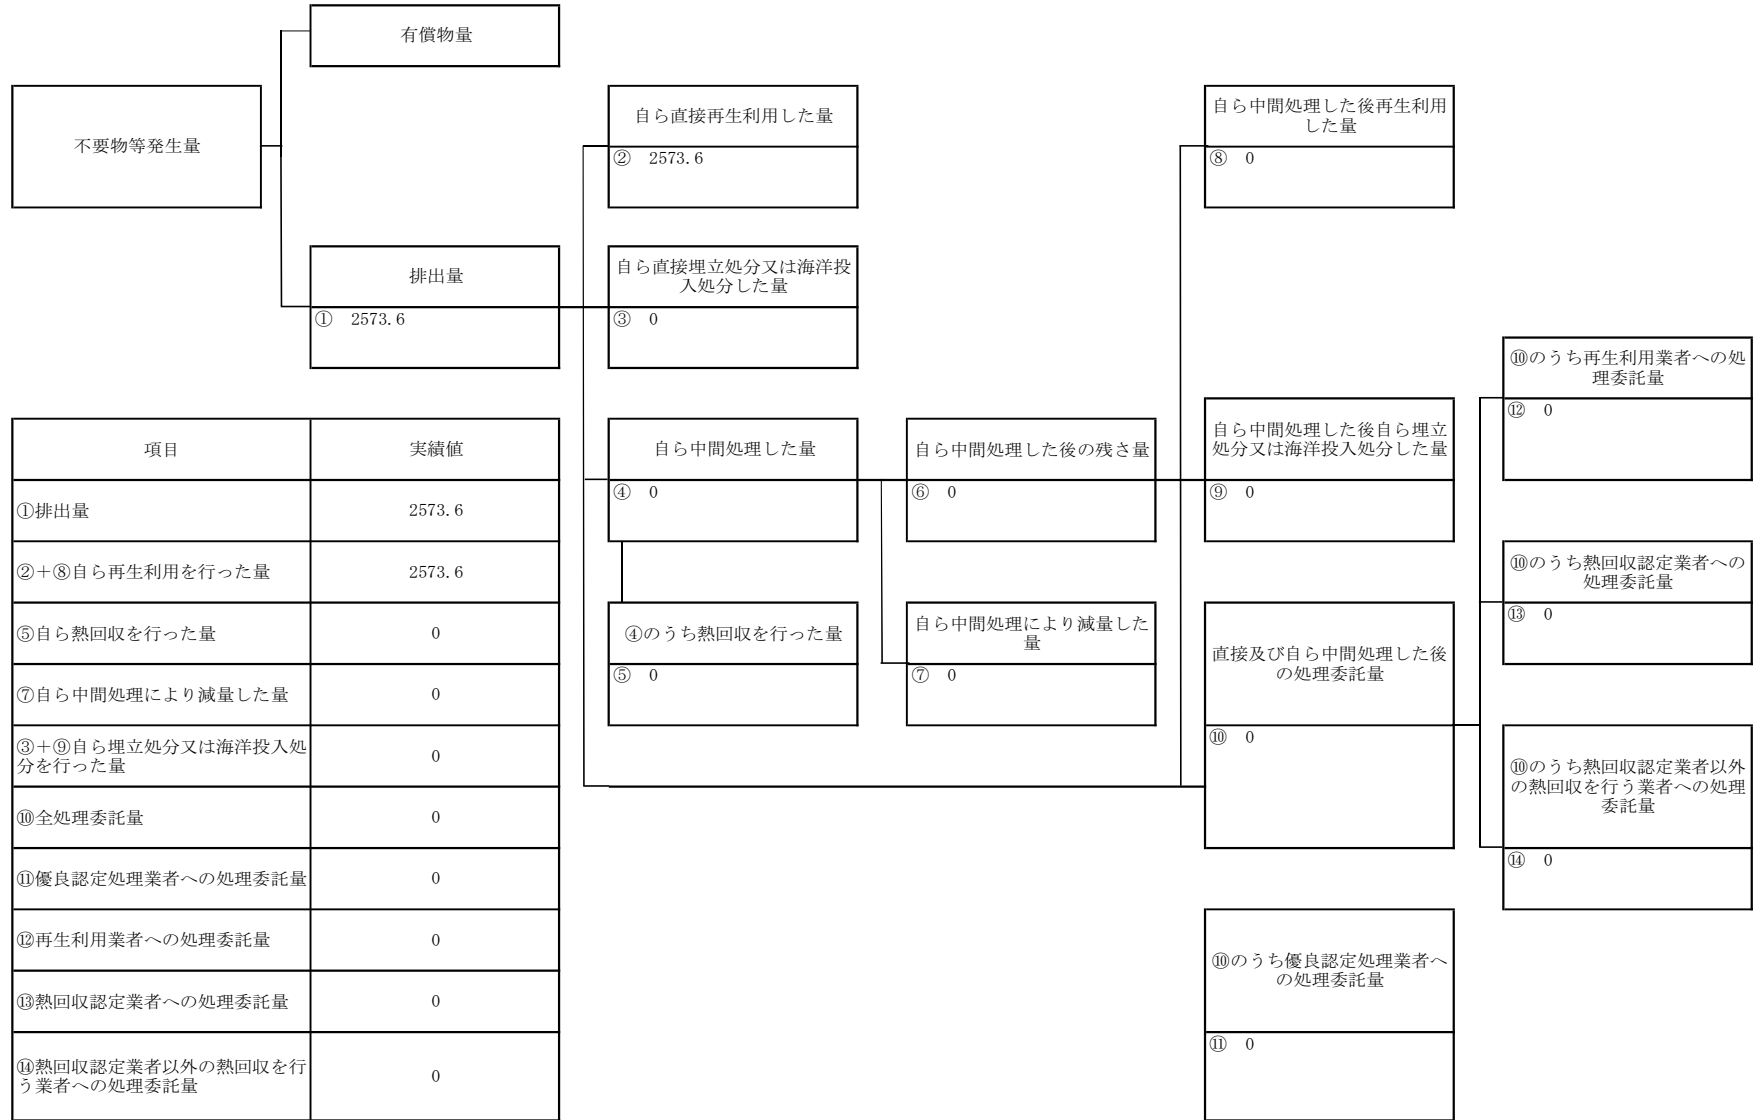 有償物量
不要物等発生量
自ら直接再生利用した量
② 2573.6
自ら中間処理した後再生利用
した量
⑧ 0
排出量
① 2573.6
自ら直接埋立処分又は海洋投
入処分した量
③ 0
⑩のうち再生利用業者への処
理委託量
⑫ 0
自ら中間処理した量
④ 0
自ら中間処理した後の残さ量
⑥ 0
自ら中間処理した後自ら埋立
処分又は海洋投入処分した量
⑨ 0
⑩のうち熱回収認定業者への
処理委託量
⑬ 0
④のうち熱回収を行った量
⑤ 0
自ら中間処理により減量した
量
⑦ 0
直接及び自ら中間処理した後
の処理委託量
⑩ 0
⑩のうち熱回収認定業者以外
の熱回収を行う業者への処理
委託量
⑭ 0
⑩のうち優良認定処理業者へ
の処理委託量
⑪ 0
項目 実績値
①排出量 2573.6
②+⑧自ら再生利用を行った量 2573.6
⑤自ら熱回収を行った量 0
⑦自ら中間処理により減量した量 0
③+⑨自ら埋立処分又は海洋投入処
分を行った量 0
⑩全処理委託量 0
⑪優良認定処理業者への処理委託量 0
⑫再生利用業者への処理委託量 0
⑬熱回収認定業者への処理委託量 0
⑭熱回収認定業者以外の熱回収を行
う業者への処理委託量 0